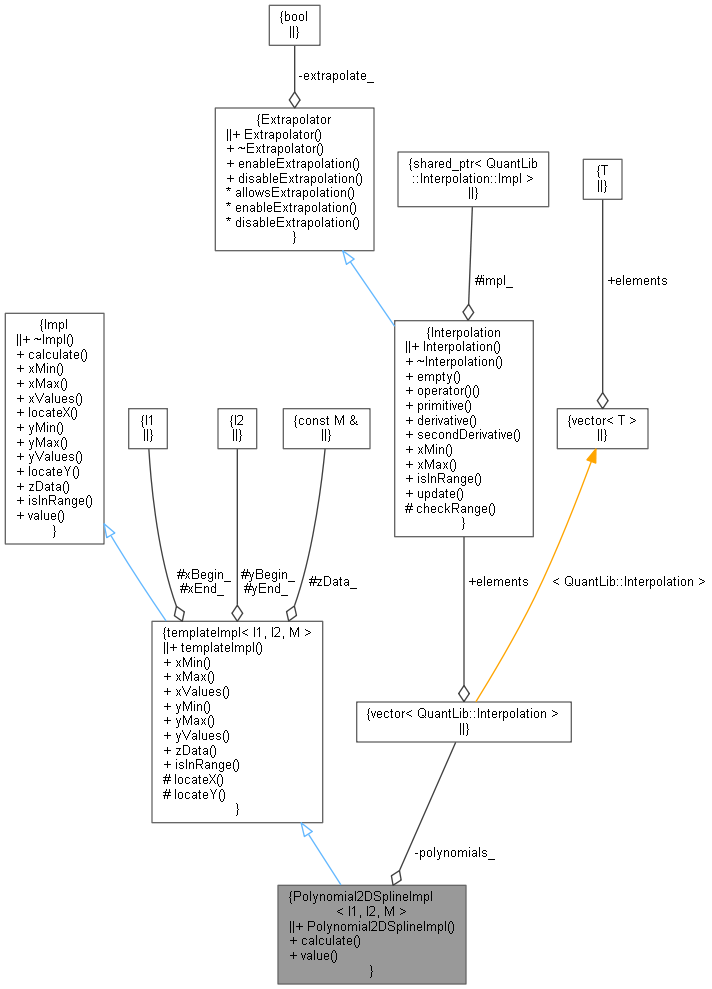 {bool
||}
-extrapolate_
{Extrapolator
||+ Extrapolator()
+ ~Extrapolator()
+ enableExtrapolation()
+ disableExtrapolation()
* allowsExtrapolation()
* enableExtrapolation()
* disableExtrapolation()
}
{shared_ptr< QuantLib
::Interpolation::Impl >
||}
{T
||}
#impl_
+elements
{Impl
||+ ~Impl()
+ calculate()
+ xMin()
+ xMax()
+ xValues()
+ locateX()
+ yMin()
+ yMax()
+ yValues()
+ locateY()
+ zData()
+ isInRange()
+ value()
}
{I1
||}
{I2
||}
{const M &
||}
{Interpolation
||+ Interpolation()
+ ~Interpolation()
+ empty()
+ operator()()
+ primitive()
+ derivative()
+ secondDerivative()
+ xMin()
+ xMax()
+ isInRange()
+ update()
# checkRange()
}
{vector< T >
||}
#xBegin_
#xEnd_
#yBegin_
#yEnd_
#zData_
+elements
< QuantLib::Interpolation >
{templateImpl< I1, I2, M >
||+ templateImpl()
+ xMin()
+ xMax()
+ xValues()
+ yMin()
+ yMax()
+ yValues()
+ zData()
+ isInRange()
# locateX()
# locateY()
}
{vector< QuantLib::Interpolation >
||}
-polynomials_
{Polynomial2DSplineImpl
< I1, I2, M >
||+ Polynomial2DSplineImpl()
+ calculate()
+ value()
}